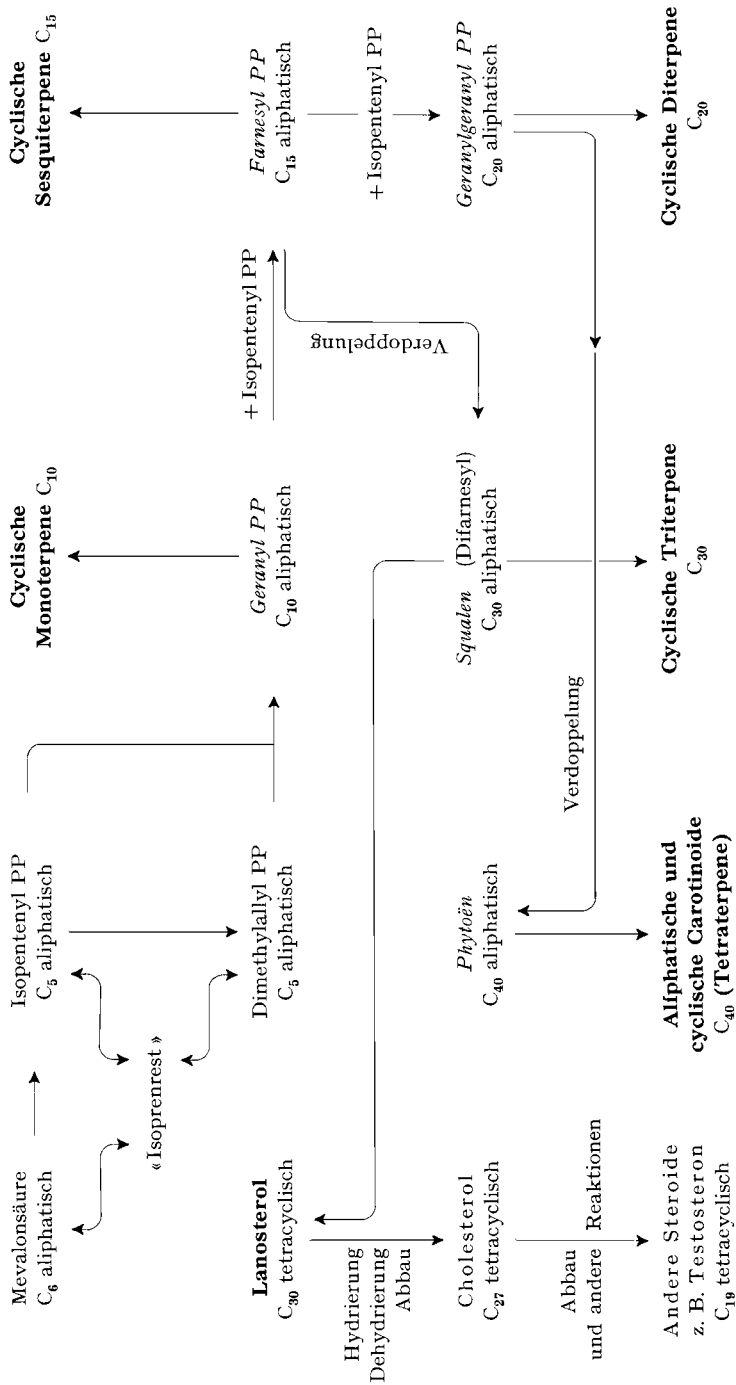 Mevalonsäure
C₆ aliphatisch
Isopentenyl PP
C₅ aliphatisch
«Isoprenrest»
Dimethylallyl PP
C₅ aliphatisch
Cyclische
Monoterpene C₁₀
Geranyl PP
C₁₀ aliphatisch
+ Isopentenyl PP
Cyclische
Sesquiterpene C₁₅
Farnesyl PP
C₁₅ aliphatisch
+ Isopentenyl PP
Geranylgeranyl PP
C₂₀ aliphatisch
Cyclische Diterpene
C₂₀
Verdoppelung
Squalen (Difarnesyl)
C₃₀ aliphatisch
Cyclische Triterpene
C₃₀
Verdoppelung
Phytoën
C₄₀ aliphatisch
Aliphatische und
cyclische Carotinoide
C₄₀ (Tetraterpene)
Lanosterol
C₃₀ tetracyclisch
Hydrierung
Dehydrierung
Abbau
Cholesterol
C₂₇ tetracyclisch
Abbau
und andere Reaktionen
Andere Steroide
z. B. Testosteron
C₁₉ tetracyclisch